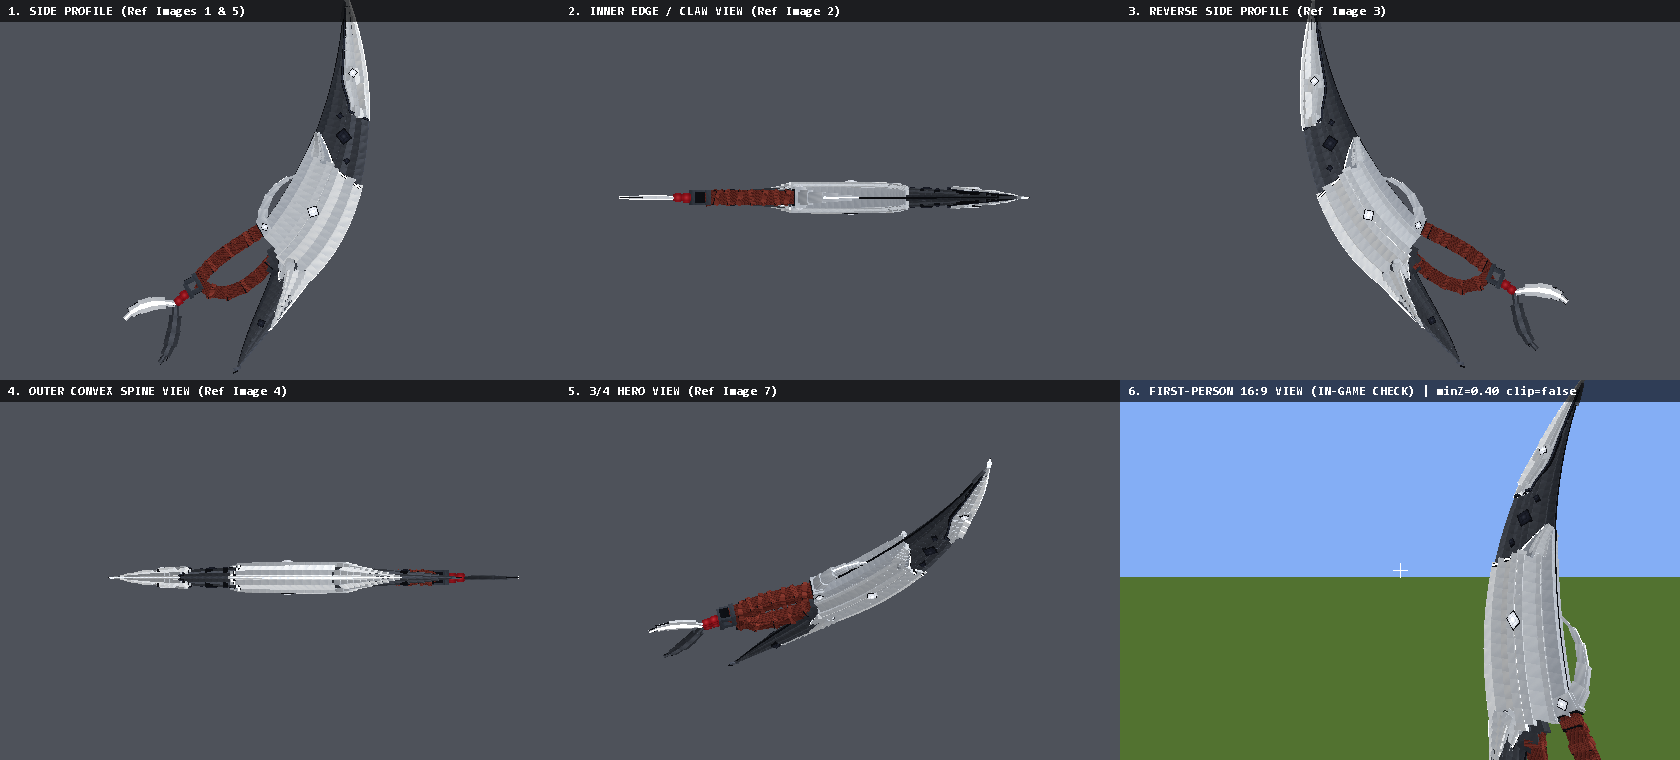 1. SIDE PROFILE (Ref Images 1 & 5)
2. INNER EDGE / CLAW VIEW (Ref Image 2)
3. REVERSE SIDE PROFILE (Ref Image 3)
4. OUTER CONVEX SPINE VIEW (Ref Image 4)
5. 3/4 HERO VIEW (Ref Image 7)
6. FIRST-PERSON 16:9 VIEW (IN-GAME CHECK) | minZ=0.40 clip=false